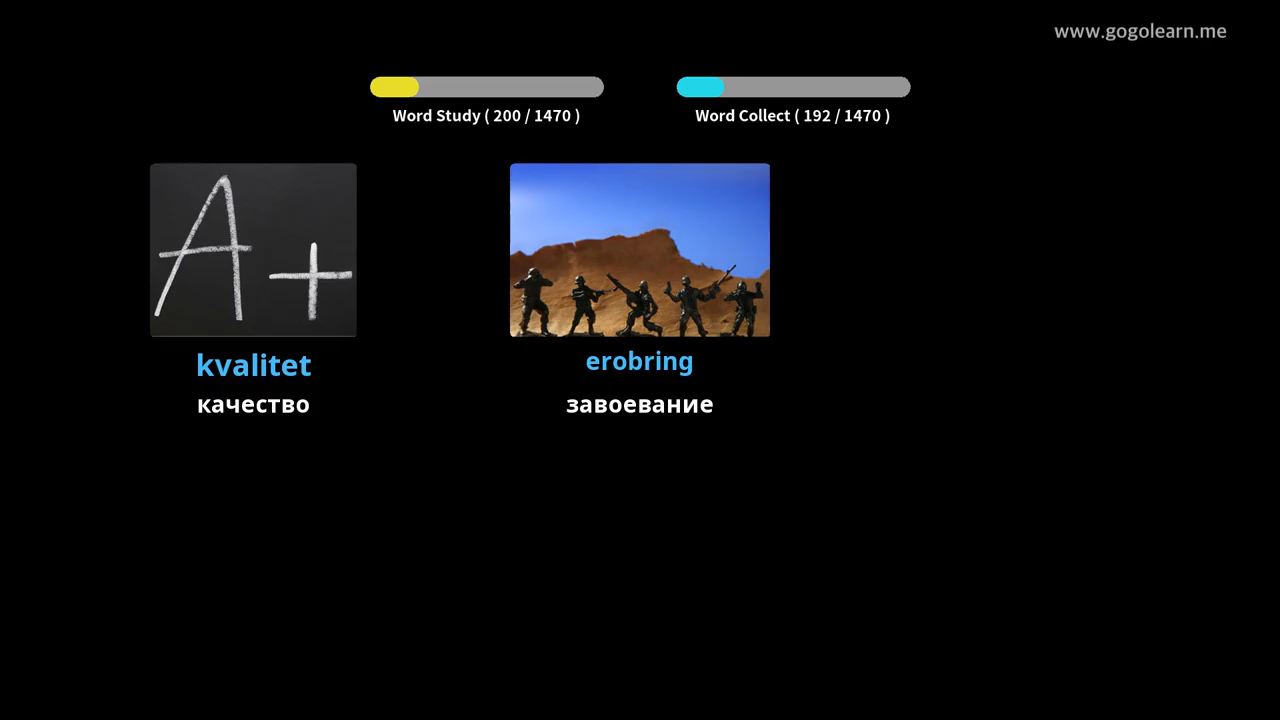 www.gogolearn.me
Word Study ( 200 / 1470 )
Word Collect ( 192 / 1470 )
A+
kvalitet
качество
erobring
завоевание